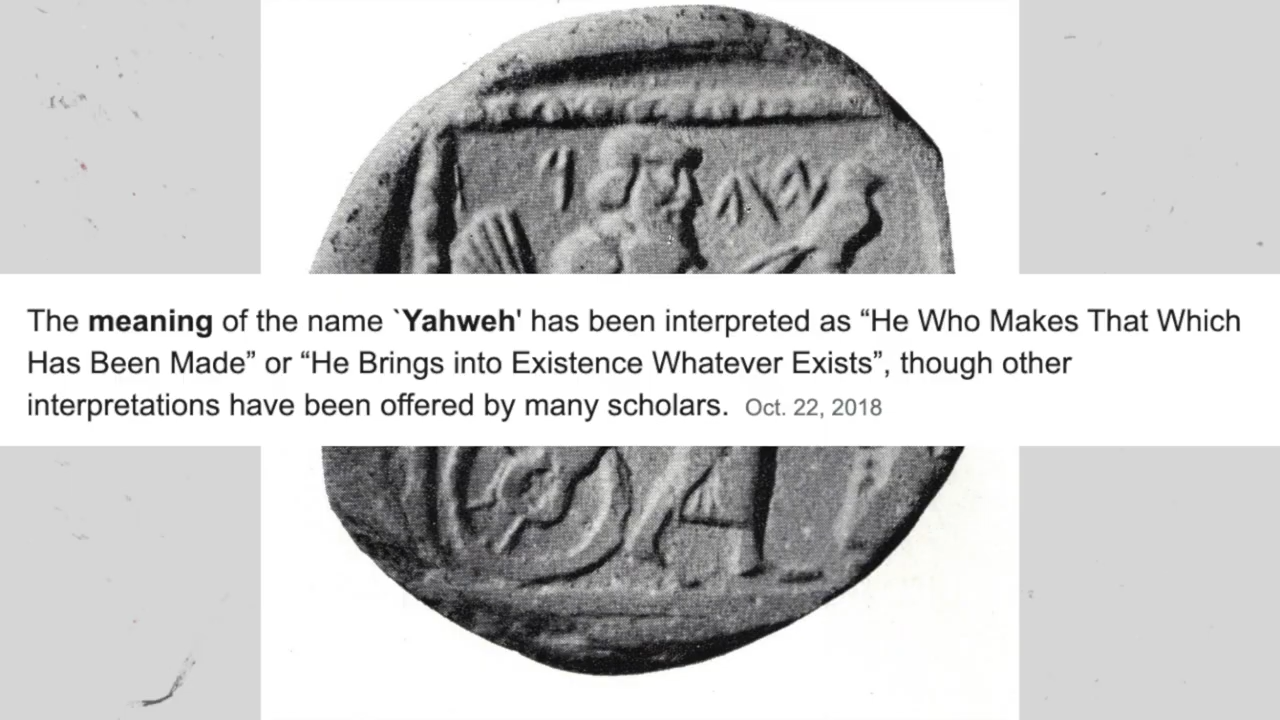 The meaning of the name `Yahweh' has been interpreted as “He Who Makes That Which
Has Been Made” or “He Brings into Existence Whatever Exists”, though other
interpretations have been offered by many scholars. Oct. 22, 2018